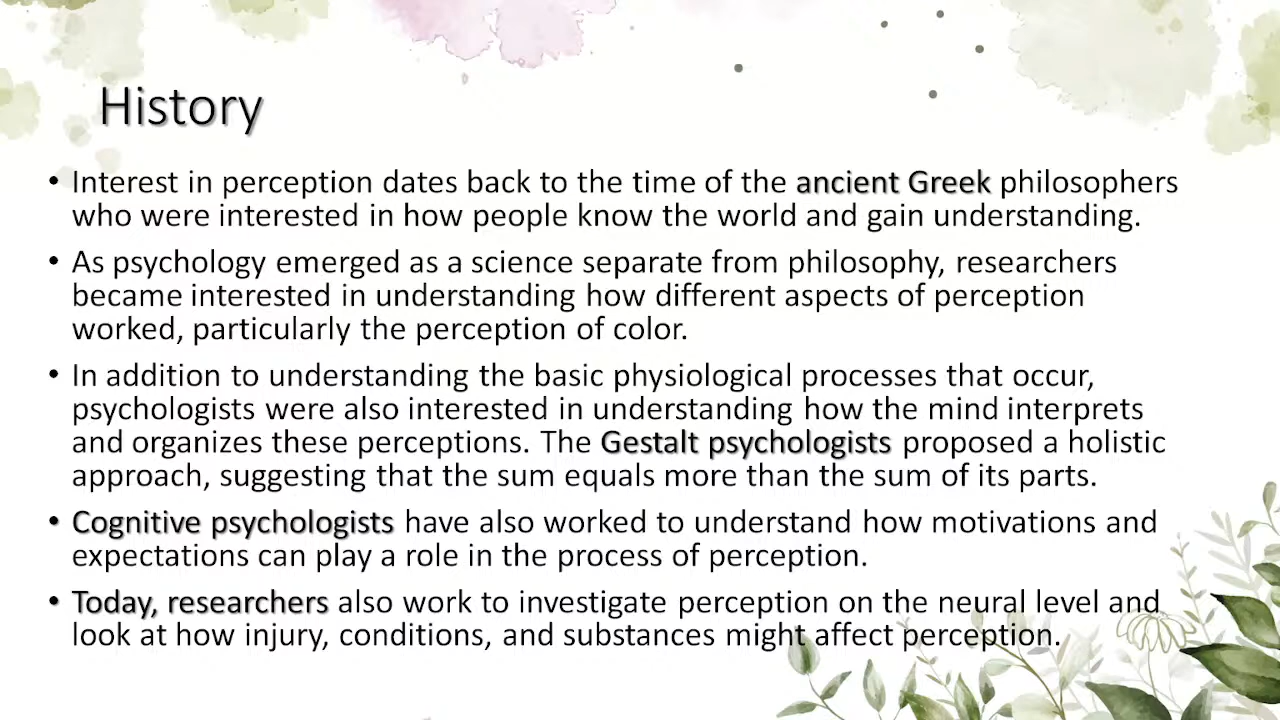 History
• Interest in perception dates back to the time of the ancient Greek philosophers
who were interested in how people know the world and gain understanding.
• As psychology emerged as a science separate from philosophy, researchers
became interested in understanding how different aspects of perception
worked, particularly the perception of color.
• In addition to understanding the basic physiological processes that occur,
psychologists were also interested in understanding how the mind interprets
and organizes these perceptions. The Gestalt psychologists proposed a holistic
approach, suggesting that the sum equals more than the sum of its parts.
• Cognitive psychologists have also worked to understand how motivations and
expectations can play a role in the process of perception.
• Today, researchers also work to investigate perception on the neural level and
look at how injury, conditions, and substances might affect perception.